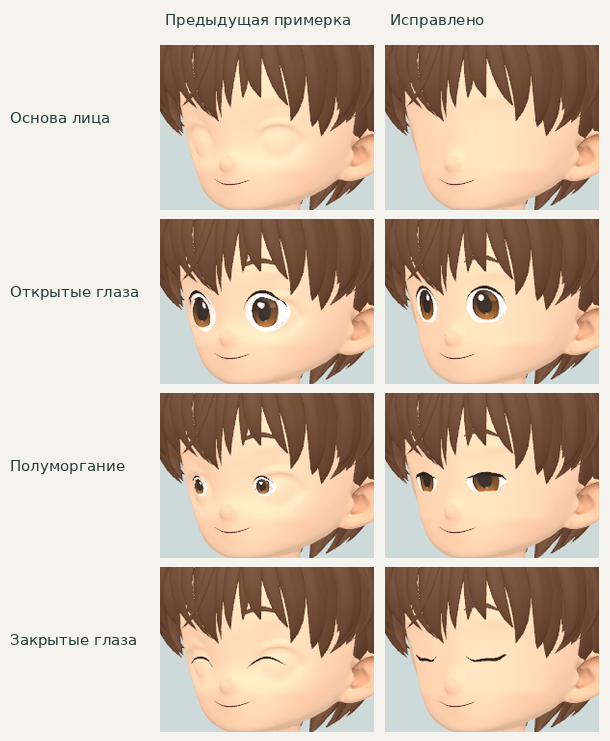 Предыдущая примерка
Исправлено
Основа лица
Открытые глаза
Полуморгание
Закрытые глаза